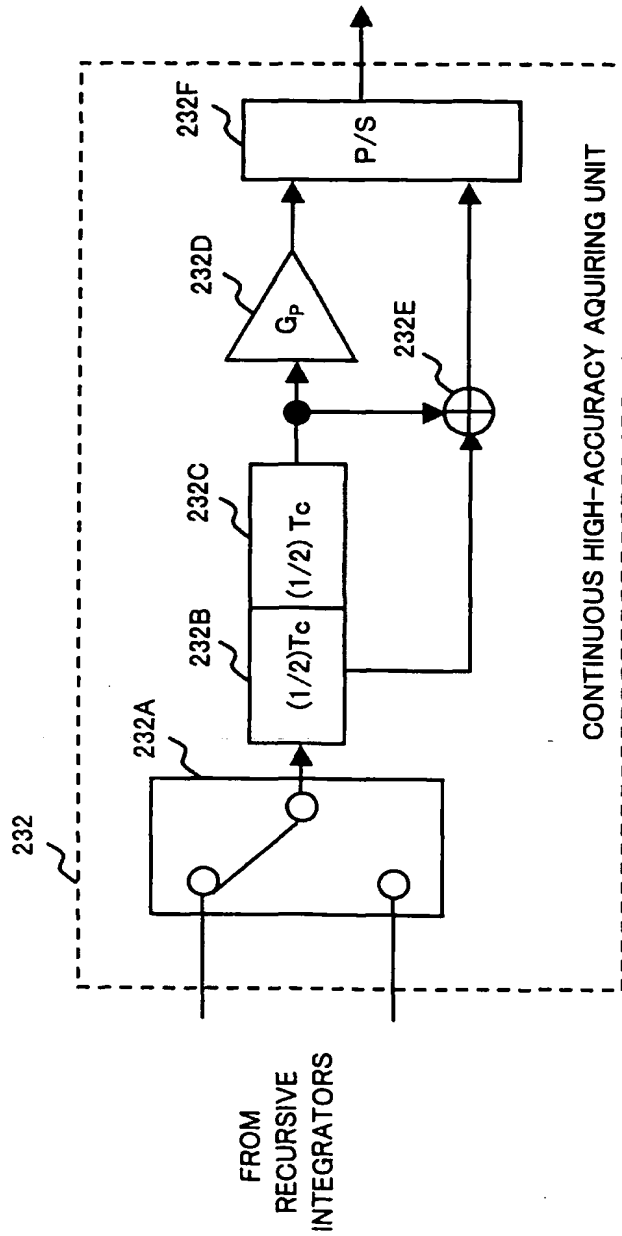 232
FROM
RECURSIVE
INTEGRATORS
232A
232B
(1/2)Tc
232C
(1/2) Tc
232D
GP
232E
232F
P/S
CONTINUOUS HIGH-ACCURACY AQUIRING UNIT